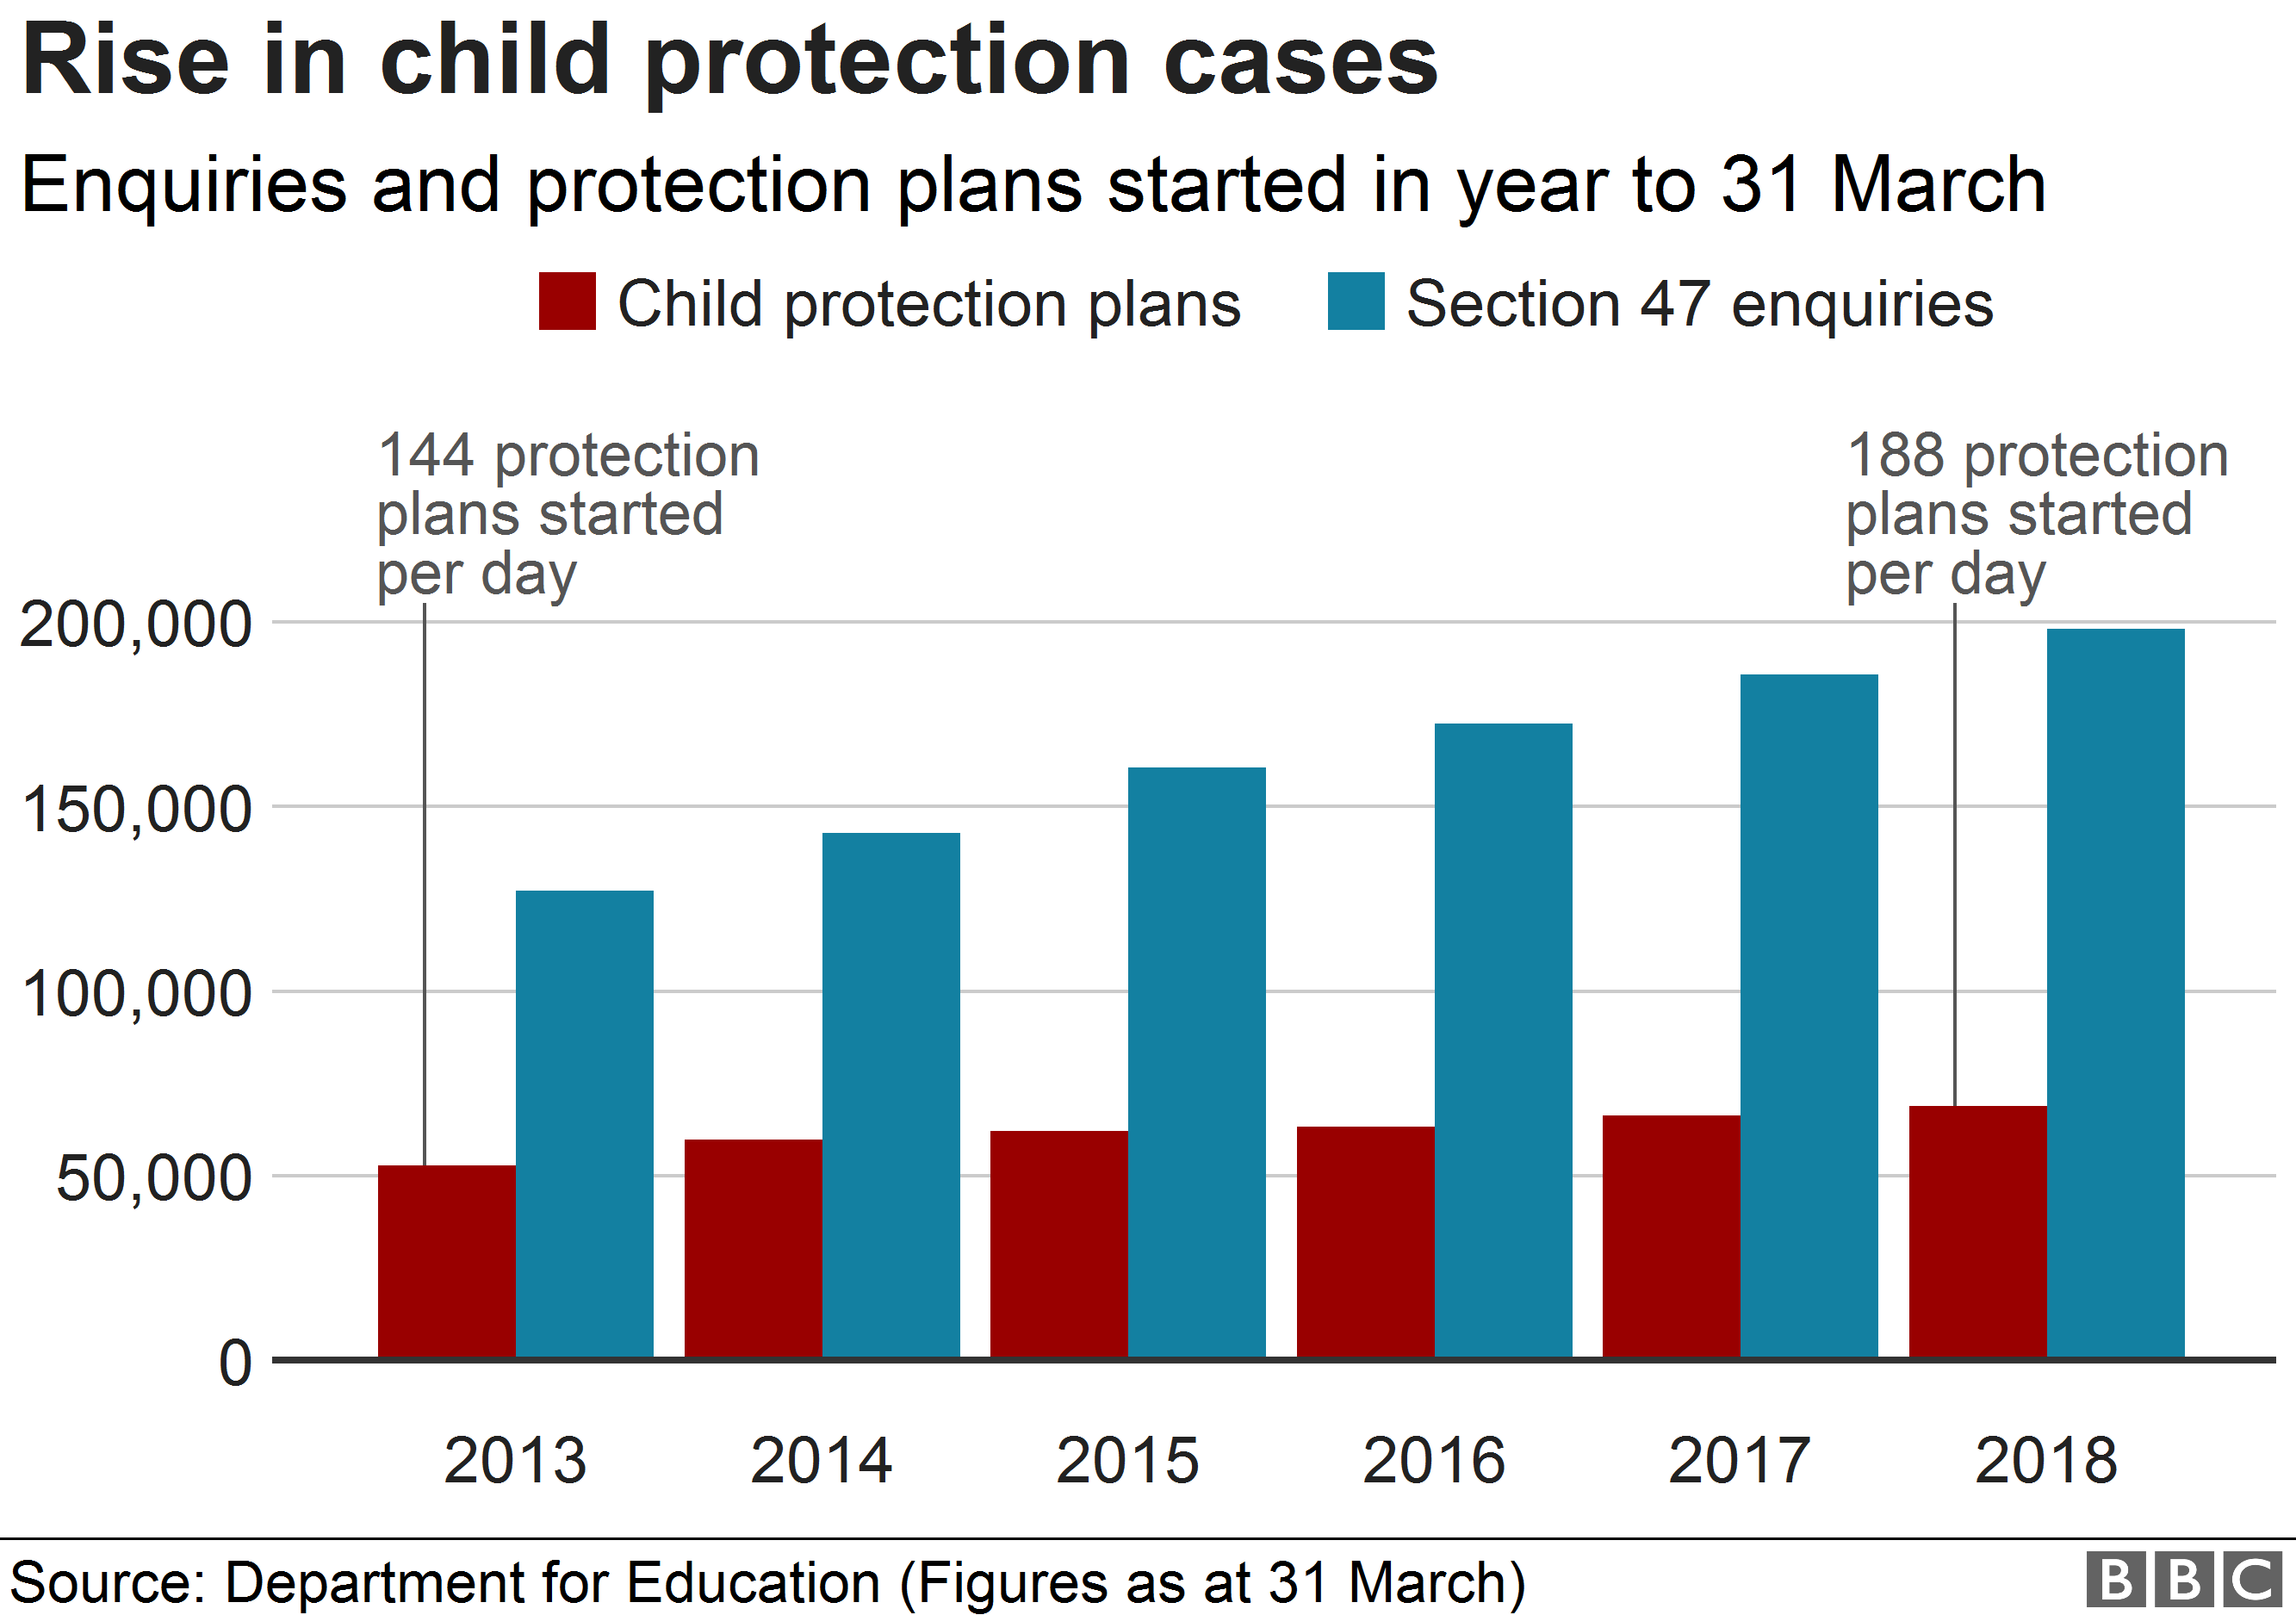 Rise in child protection cases
Enquiries and protection plans started in year to 31 March
Child protection plans
Section 47 enquiries
144 protection
plans started
per day
188 protection
plans started
per day
200,000
150,000
100,000
50,000
0
2013
2014
2015
2016
2017
2018
Source: Department for Education (Figures as at 31 March)
BBC